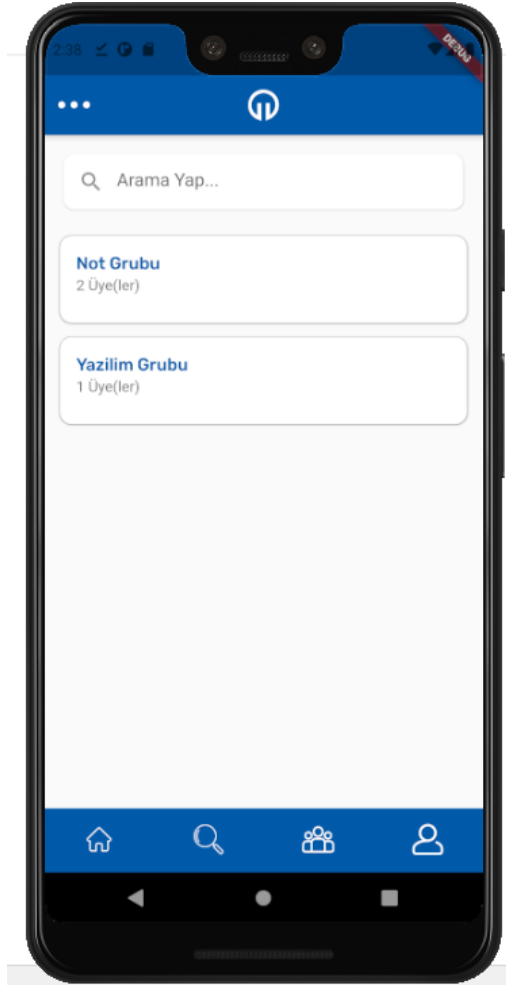 2:38
DEBUG
Arama Yap...
Not Grubu
2 Üye(ler)
Yazilim Grubu
1 Üye(ler)